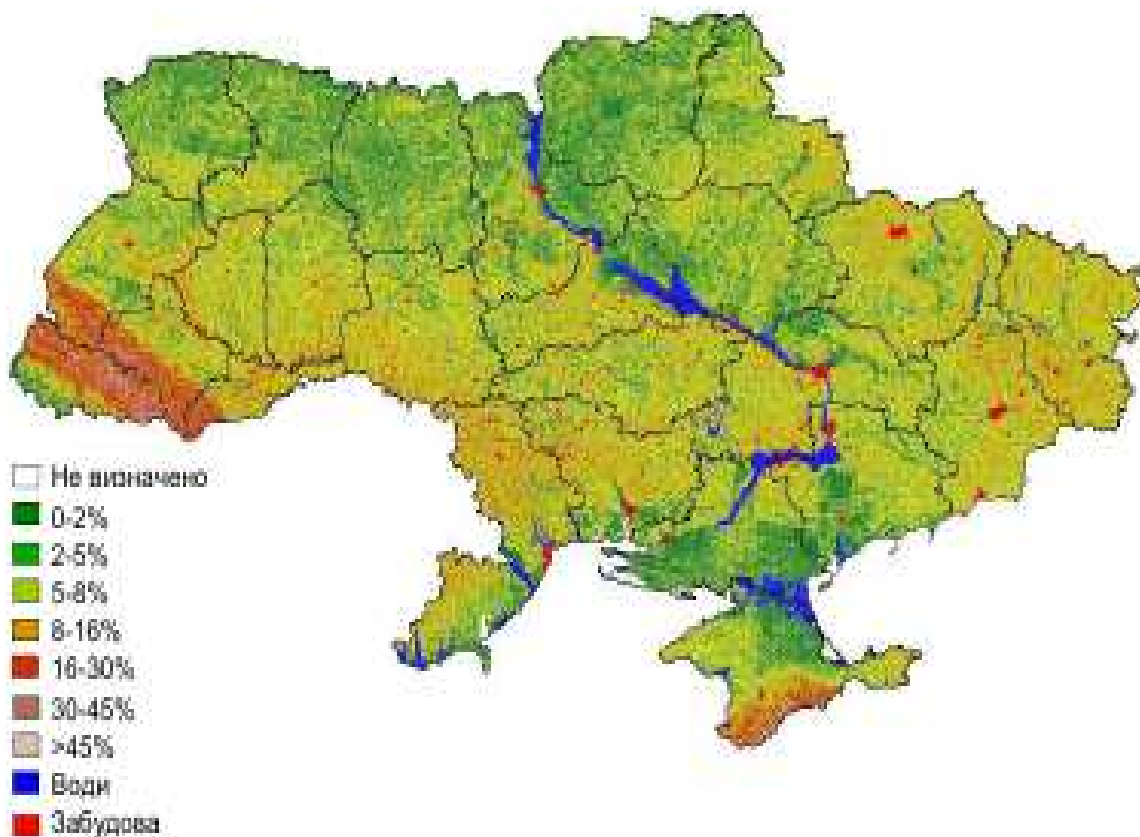 Не визначено
0-2%
2-5%
5-8%
8-16%
16-30%
30-45%
>45%
Води
Забудова